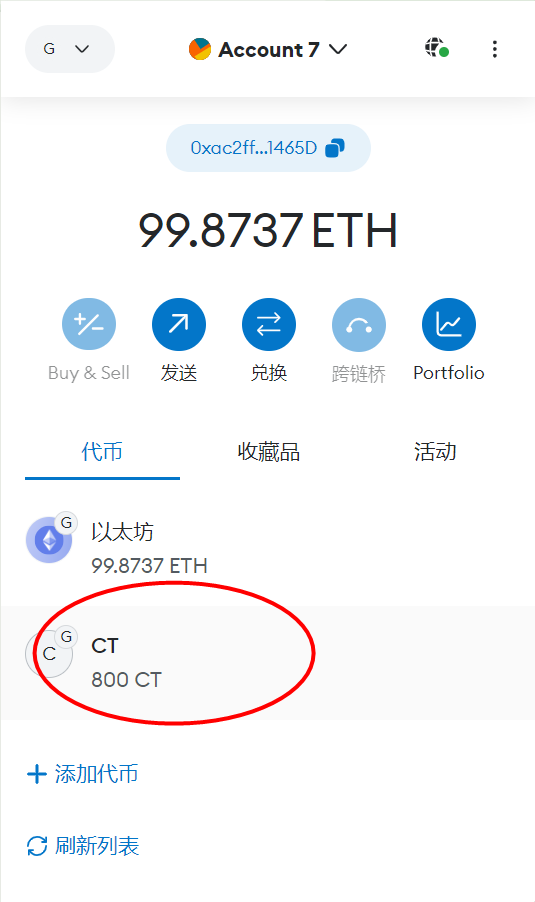 G
Account 7
0xac2ff...1465D
99.8737 ETH
Buy & Sell
发送
兑换
跨链桥
Portfolio
代币
收藏品
活动
G
以太坊
99.8737 ETH
G
C
CT
800 CT
添加代币
刷新列表